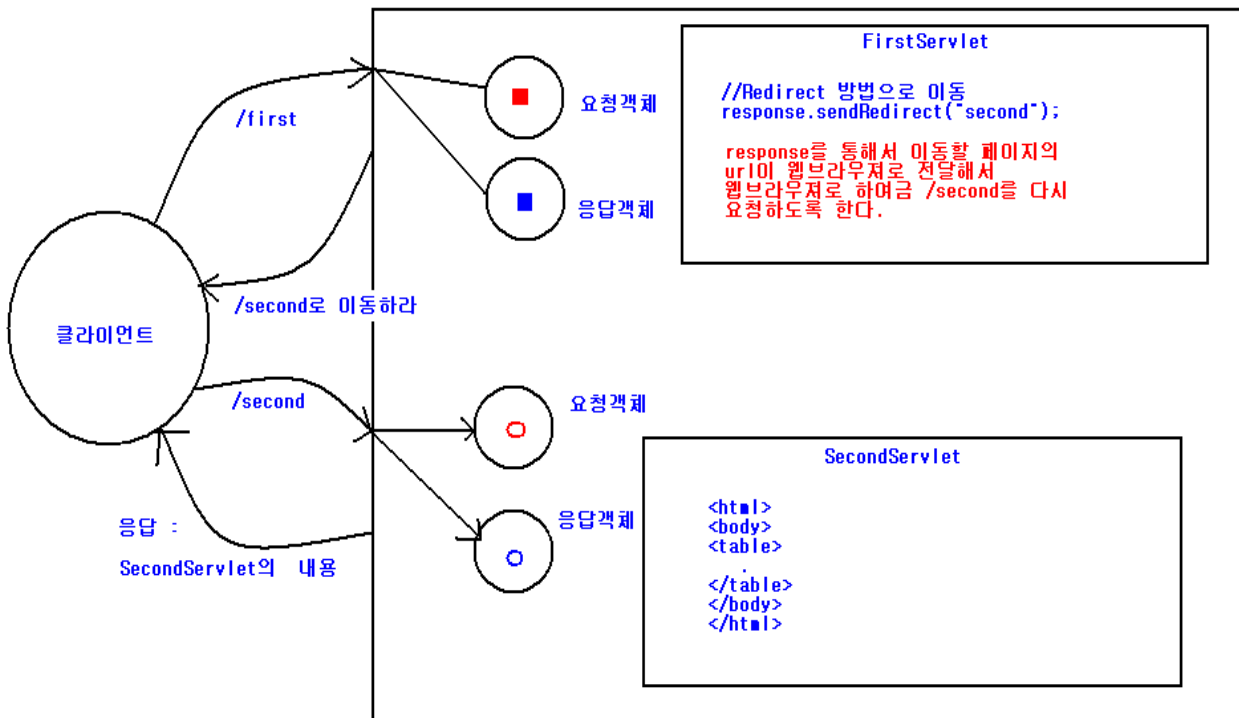 FirstServlet
//Redirect 방법으로 이동
response.sendRedirect("second");
response를 통해서 이동할 페이지의
url이 웹브라우져로 전달해서
웹브라우져로 하여금 /second를 다시
요청하도록 한다.
/first
요청객체
응답객체
/second로 이동하라
클라이언트
/second
요청객체
응답객체
응답 :
SecondServlet의 내용
SecondServlet
<html>
<body>
<table>
.
</table>
</body>
</html>